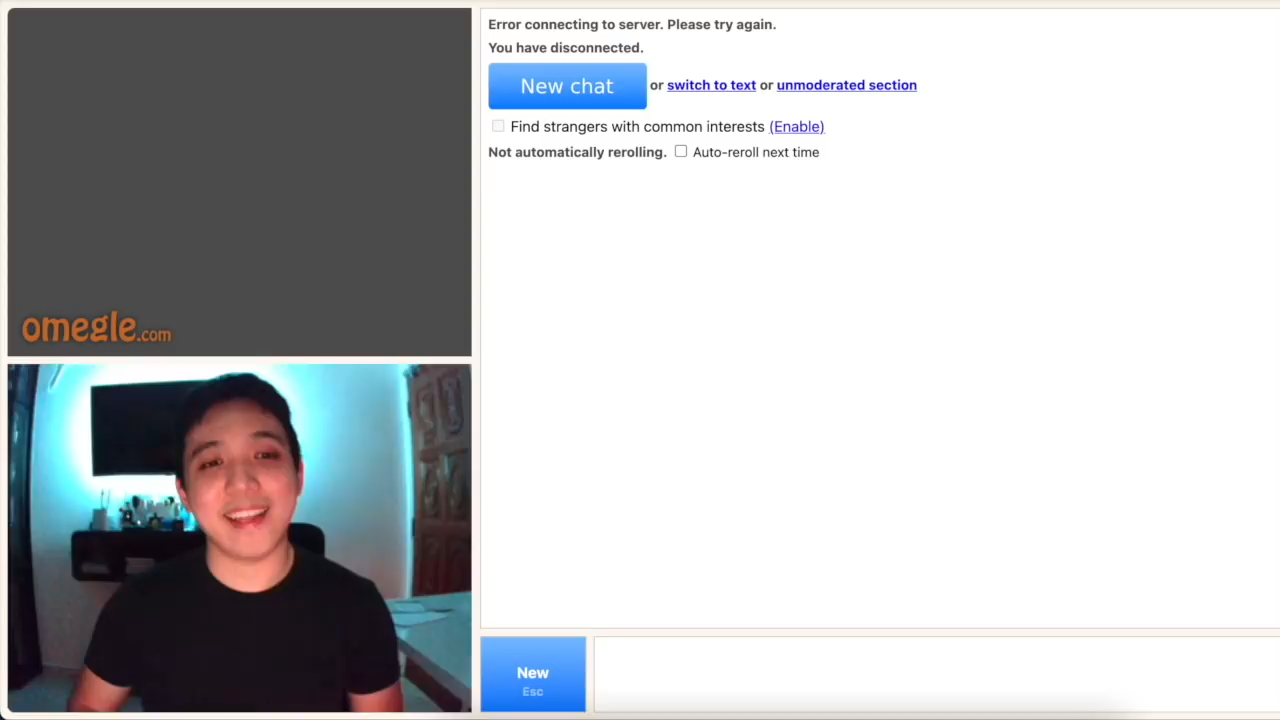 Error connecting to server. Please try again.
You have disconnected.
New chat or switch to text or unmoderated section
Find strangers with common interests (Enable)
Not automatically rerolling. Auto-reroll next time
omegle.com
New
Esc